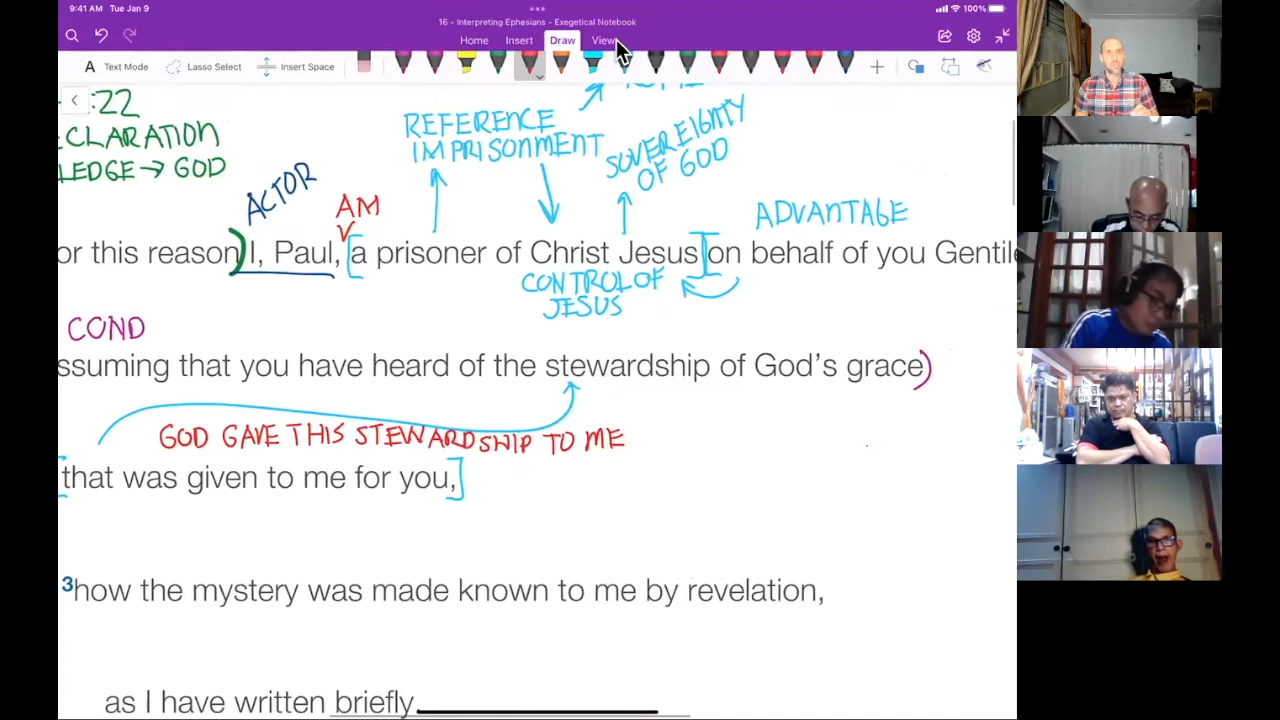 9:41 AM Tue Jan 9
100%
16 - Interpreting Ephesians - Exegetical Notebook
Home Insert Draw View
Text Mode Lasso Select Insert Space
:22
CLARATION
LEDGE → GOD
REFERENCE
IMPRISONMENT
SOVEREIGNTY
OF GOD
ACTOR
AM
ADVANTAGE
or this reason) I, Paul, [a prisoner of Christ Jesus] on behalf of you Gentile
CONTROL OF
JESUS
COND
ssuming that you have heard of the stewardship of God's grace)
GOD GAVE THIS STEWARDSHIP TO ME
[that was given to me for you,]
3how the mystery was made known to me by revelation,
as I have written briefly